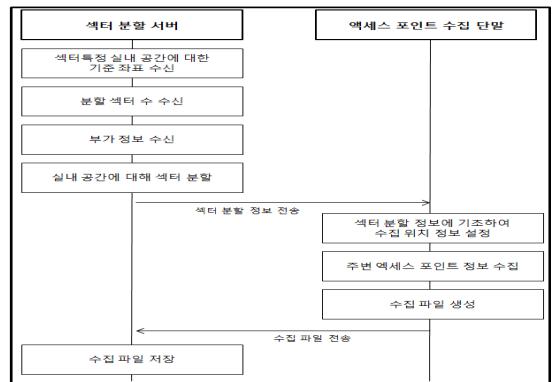 섹터 분할 서버
액세스 포인트 수집 단말
섹터특정 실내 공간에 대한
기준 좌표 수신
분할 섹터 수 수신
부가 정보 수신
실내 공간에 대해 섹터 분할
섹터 분할 정보 전송
섹터 분할 정보에 기초하여
수집 위치 정보 설정
주변 엑세스 포인트 정보 수집
수집 파일 생성
수집 파일 전송
수집 파일 저장